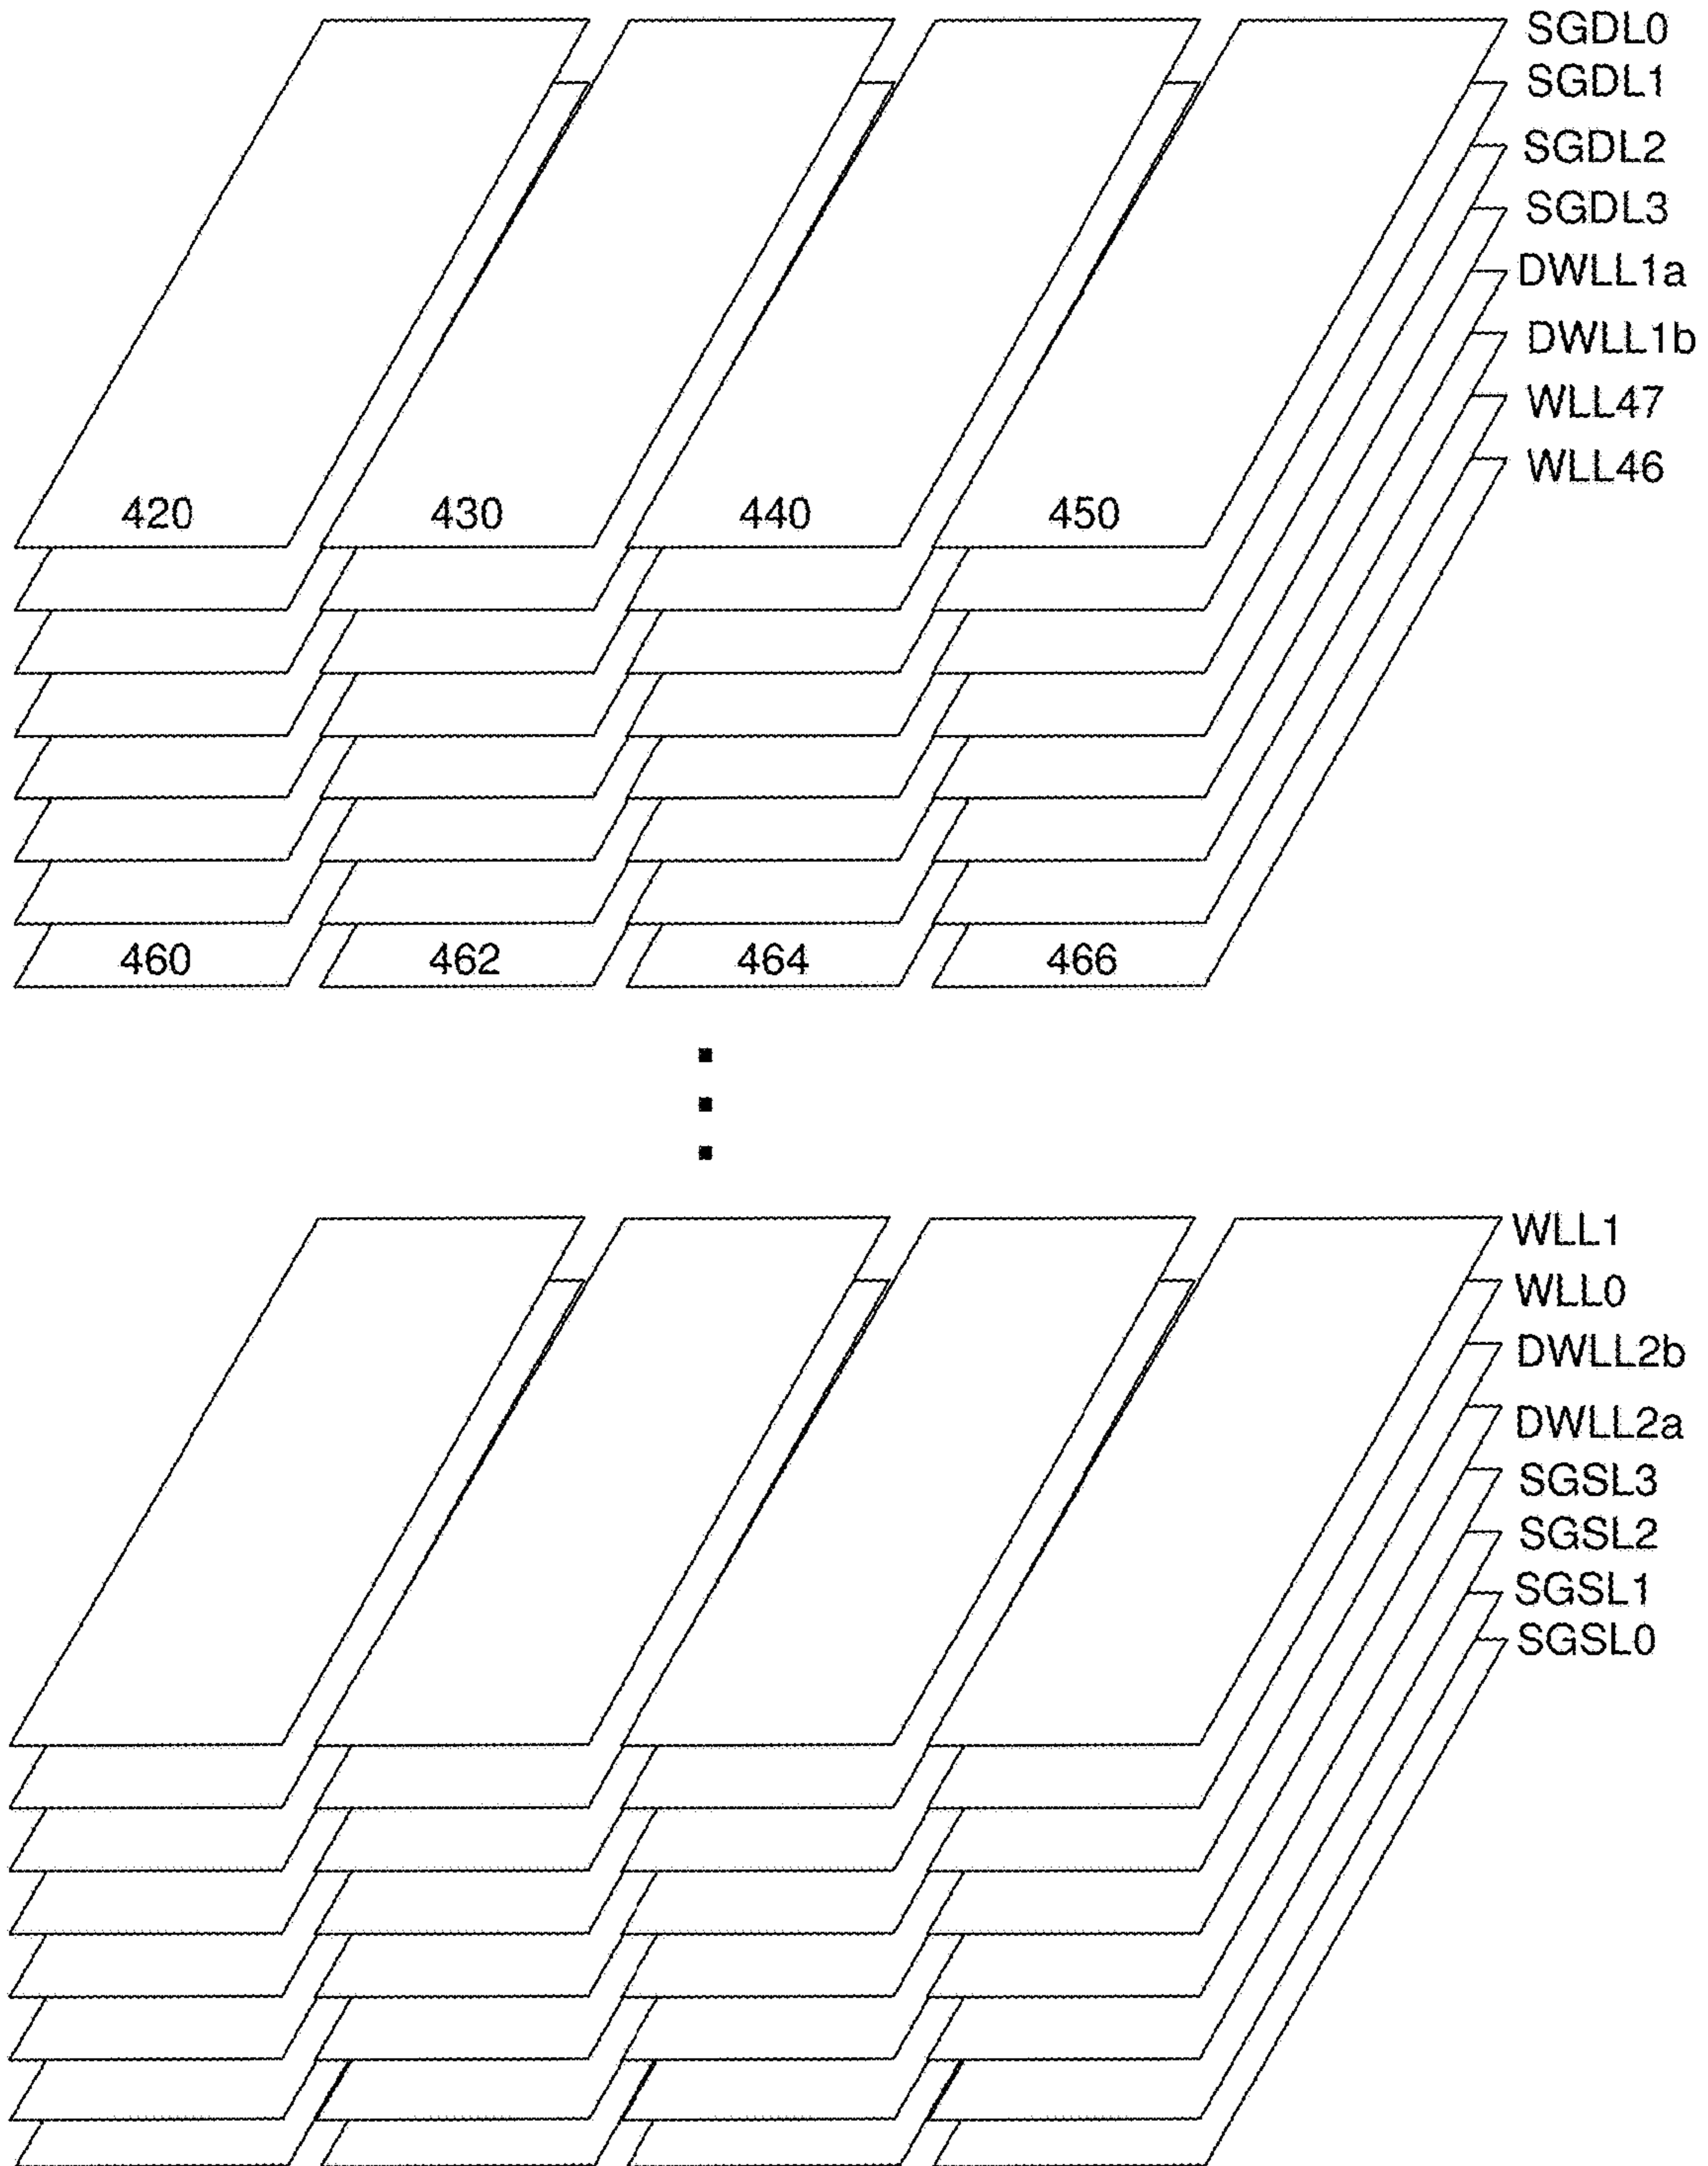 SGDL0
SGDL1
SGDL2
SGDL3
DWLL1a
DWLL1b
WLL47
WLL46
420 430 440 450
460 462 464 466
WLL1
WLL0
DWLL2b
DWLL2a
SGSL3
SGSL2
SGSL1
SGSL0